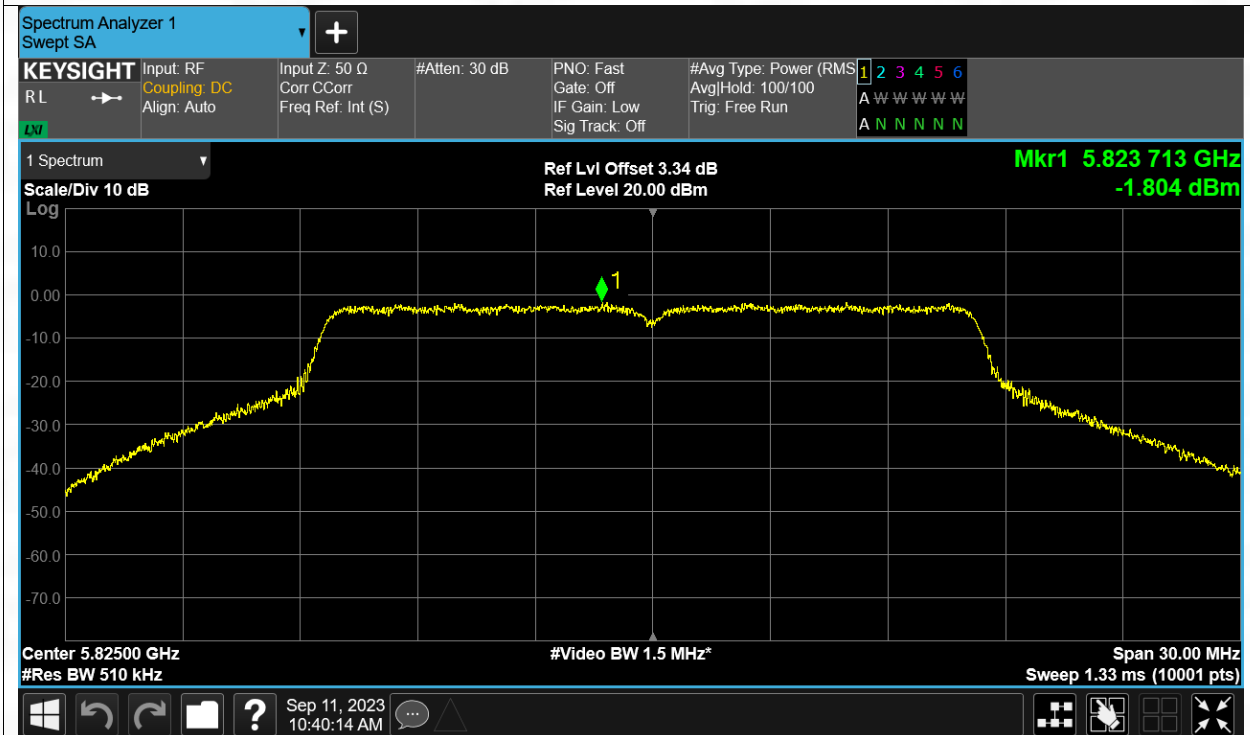 Spectrum Analyzer 1
Swept SA
+
KEYSIGHT
R L
LXI
Input: RF
Coupling: DC
Align: Auto
Input Z: 50 Ω
Corr CCorr
Freq Ref: Int (S)
#Atten: 30 dB
PNO: Fast
Gate: Off
IF Gain: Low
Sig Track: Off
#Avg Type: Power (RMS
Avg|Hold: 100/100
Trig: Free Run
1 2 3 4 5 6
A W W W W W
A N N N N N
1 Spectrum
Scale/Div 10 dB
Log
Ref Lvl Offset 3.34 dB
Ref Level 20.00 dBm
Mkr1 5.823 713 GHz
-1.804 dBm
1
10.0
0.00
-10.0
-20.0
-30.0
-40.0
-50.0
-60.0
-70.0
Center 5.82500 GHz
#Res BW 510 kHz
#Video BW 1.5 MHz*
Span 30.00 MHz
Sweep 1.33 ms (10001 pts)
?
Sep 11, 2023
10:40:14 AM